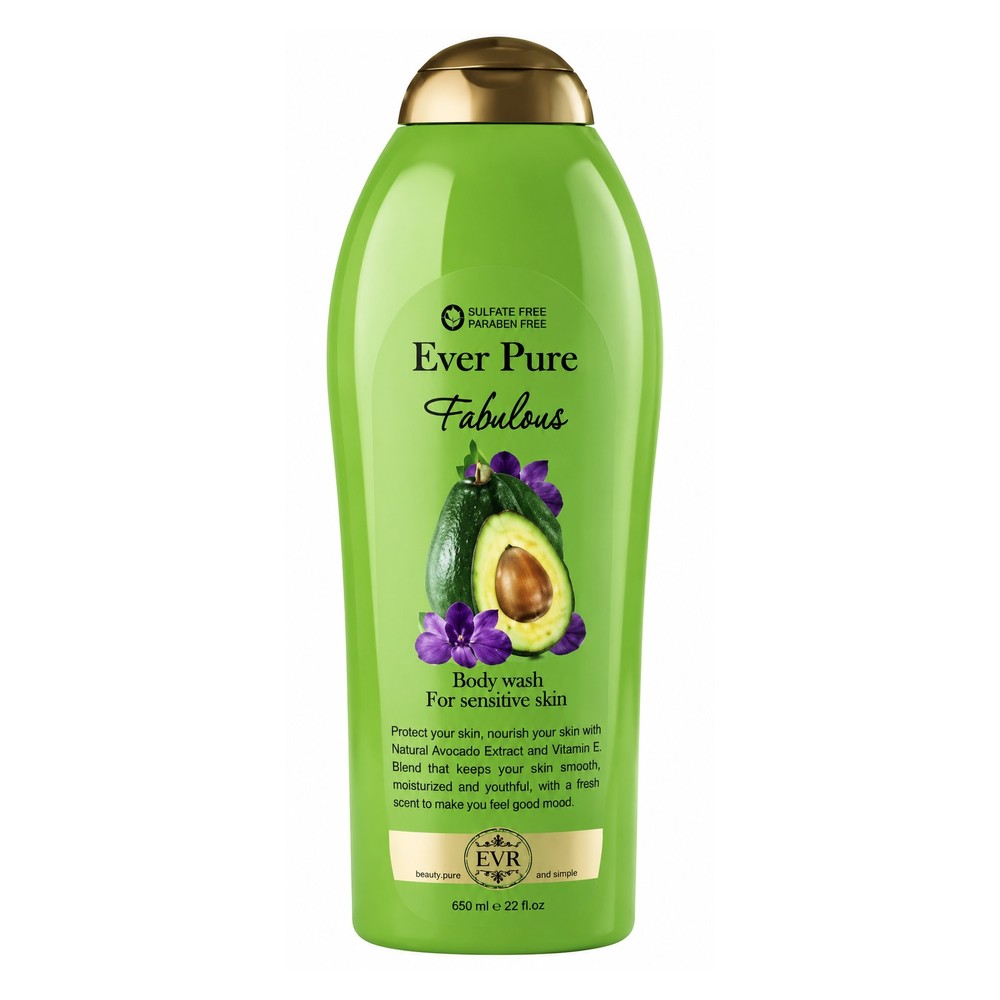 SULFATE FREE
PARABEN FREE
Ever Pure
Fabulous
Body wash
For sensitive skin
Protect your skin, nourish your skin with
Natural Avocado Extract and Vitamin E.
Blend that keeps your skin smooth,
moisturized and youthful, with a fresh
scent to make you feel good mood.
EVR
beauty.pure and simple
650 ml ℮ 22 fl.oz